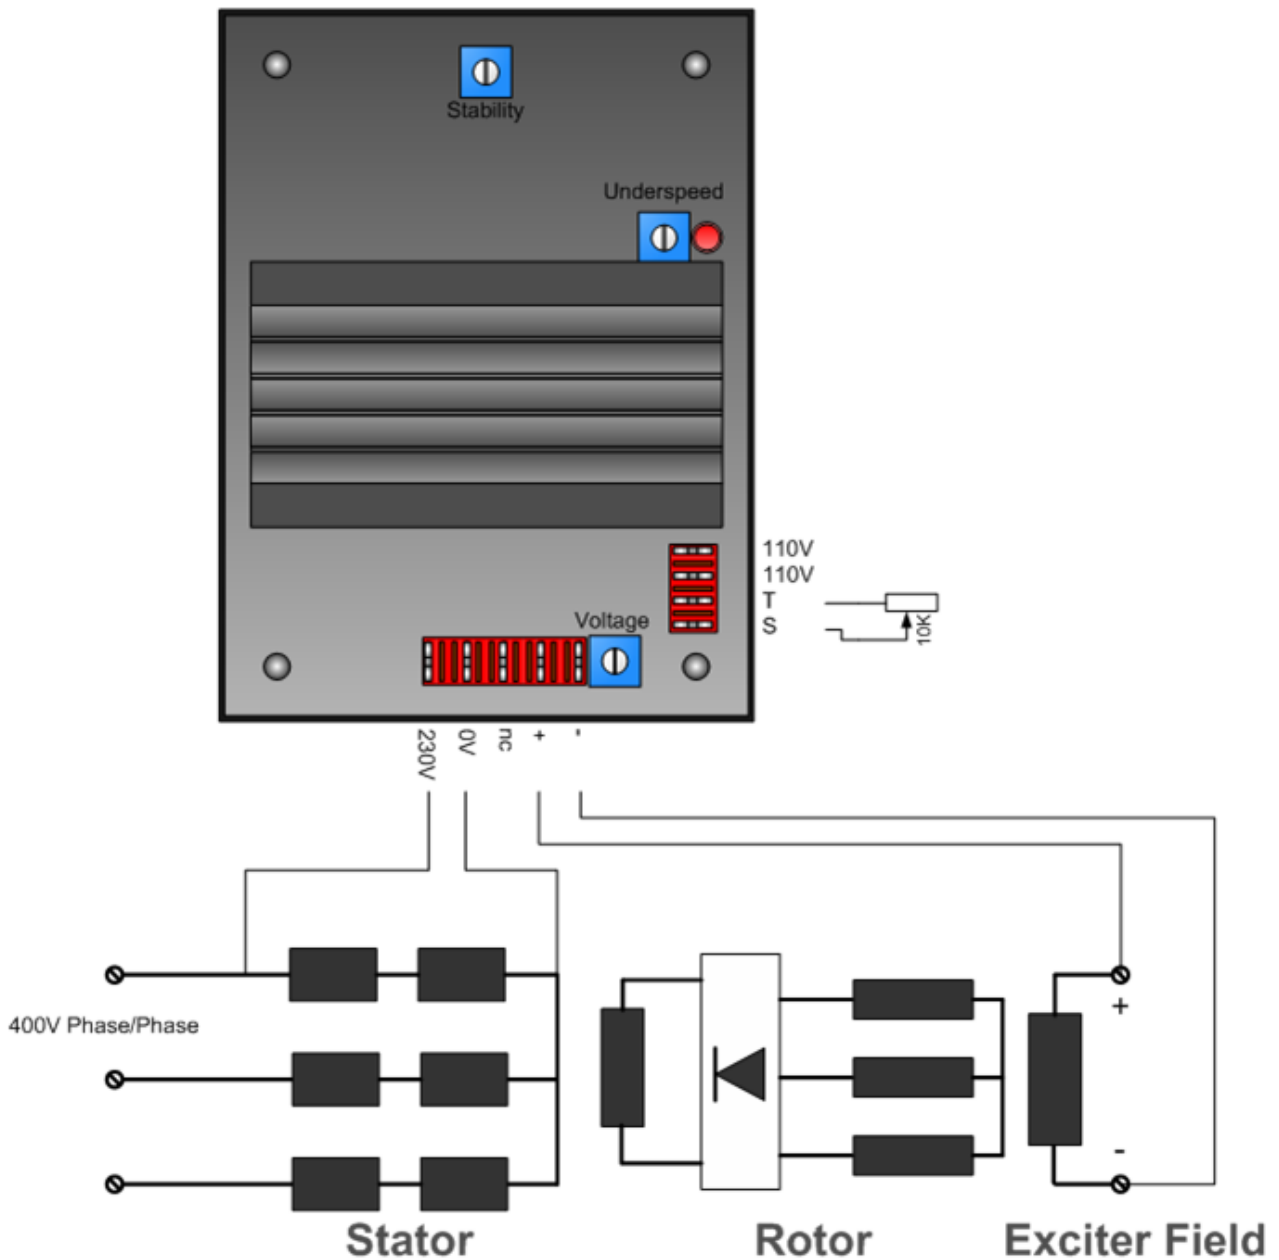 Stability
Underspeed
110V
110V
T
S
10K
Voltage
230V
0V
nc
+
-
400V Phase/Phase
+
-
Stator
Rotor
Exciter Field